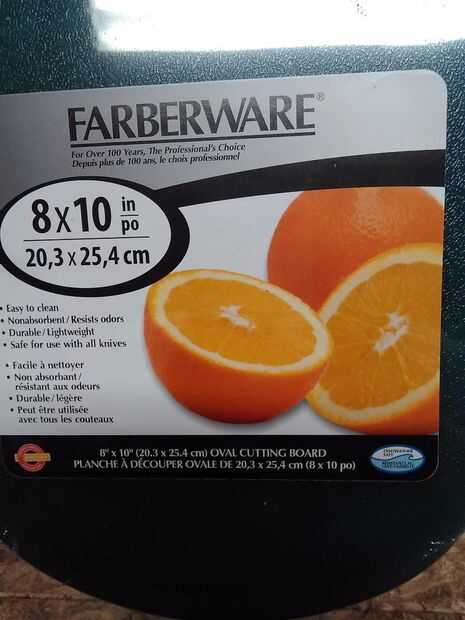 FARBERWARE®
For Over 100 Years, The Professional's Choice
Depuis plus de 100 ans, le choix professionnel
8 x 10 in
po
20,3 x 25,4 cm
• Easy to clean
• Nonabsorbent/Resists odors
• Durable/Lightweight
• Safe for use with all knives
• Facile à nettoyer
• Non absorbant/
résistant aux odeurs
• Durable/légère
• Peut être utilisée
avec tous les couteaux
8" x 10" (20.3 x 25.4 cm) OVAL CUTTING BOARD
PLANCHE À DÉCOUPER OVALE DE 20,3 x 25,4 cm (8 x 10 po)
DISHWASHER
SAFE